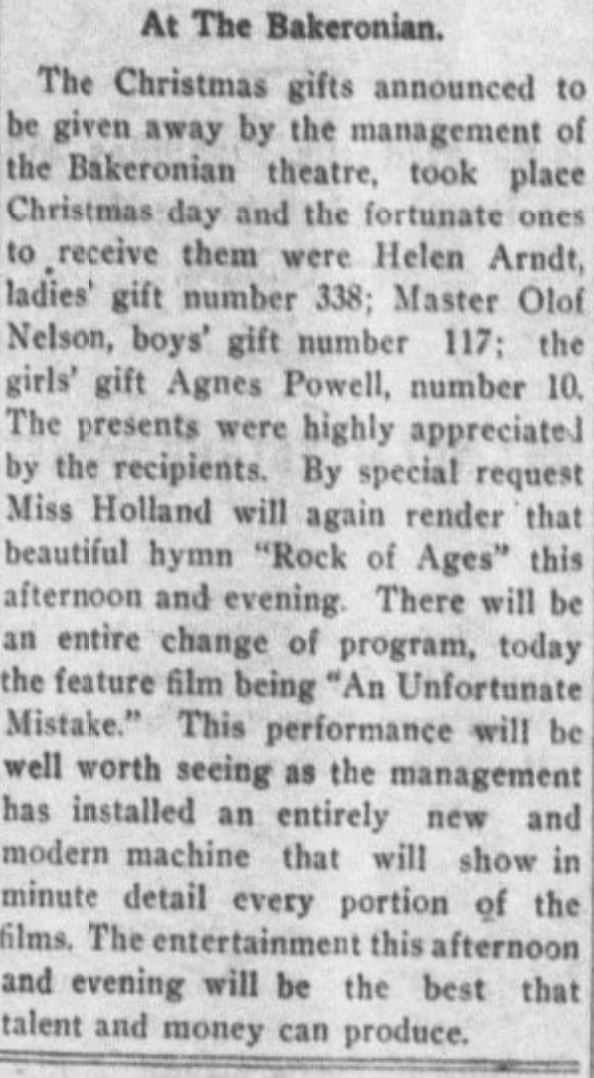 At The Bakeronian.
The Christmas gifts announced to
be given away by the management of
the Bakeronian theatre, took place
Christmas day and the fortunate ones
to receive them were Helen Arndt,
ladies' gift number 338; Master Olof
Nelson, boys' gift number 117; the
girls' gift Agnes Powell, number 10.
The presents were highly appreciated
by the recipients. By special request
Miss Holland will again render that
beautiful hymn "Rock of Ages" this
afternoon and evening. There will be
an entire change of program, today
the feature film being "An Unfortunate
Mistake." This performance will be
well worth seeing as the management
has installed an entirely new and
modern machine that will show in
minute detail every portion of the
films. The entertainment this afternoon
and evening will be the best that
talent and money can produce.